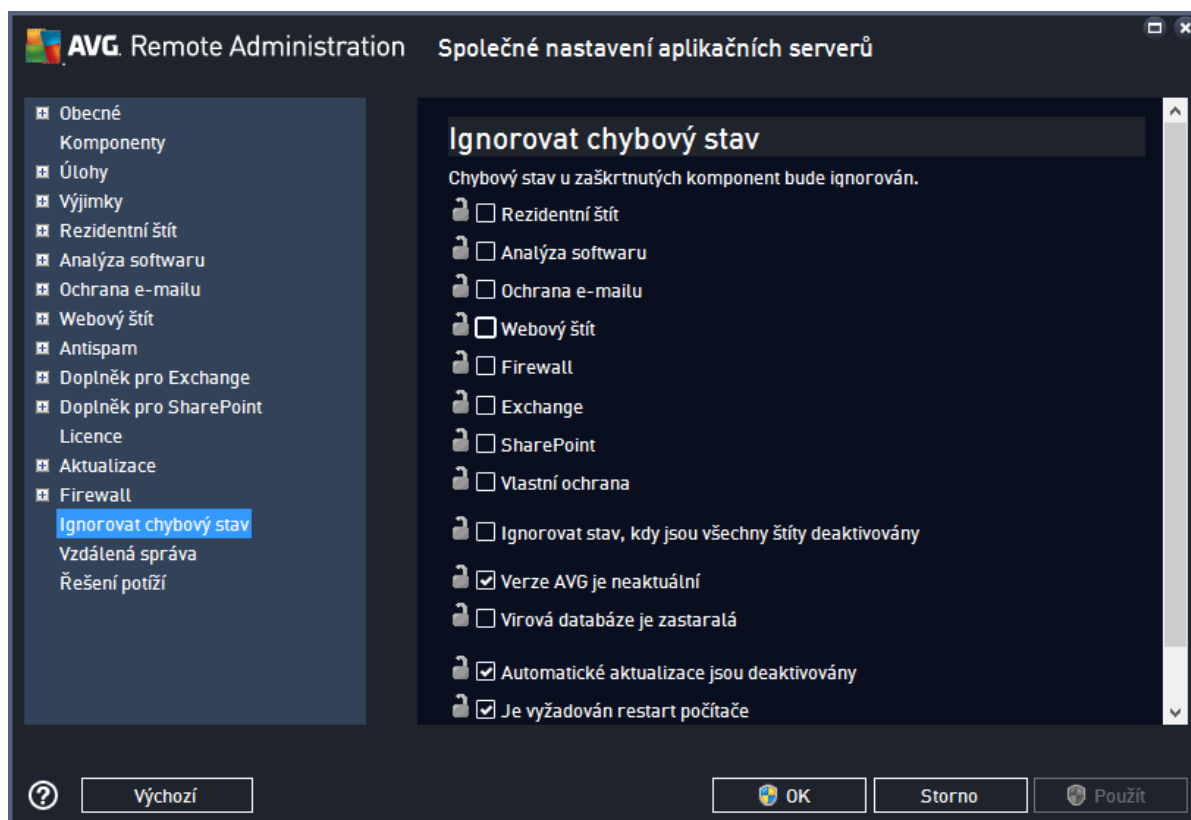 AVG. Remote Administration
Společné nastavení aplikačních serverů
Obecné
Komponenty
Úlohy
Výjimky
Rezidentní štít
Analýza softwaru
Ochrana e-mailu
Webový štít
Antispam
Doplněk pro Exchange
Doplněk pro SharePoint
Licence
Aktualizace
Firewall
Ignorovat chybový stav
Vzdálená správa
Řešení potíží
Ignorovat chybový stav
Chybový stav u zaškrtnutých komponent bude ignorován.
Rezidentní štít
Analýza softwaru
Ochrana e-mailu
Webový štít
Firewall
Exchange
SharePoint
Vlastní ochrana
Ignorovat stav, kdy jsou všechny štíty deaktivovány
Verze AVG je neaktuální
Virová databáze je zastaralá
Automatické aktualizace jsou deaktivovány
Je vyžadován restart počítače
Výchozí
OK
Storno
Použít